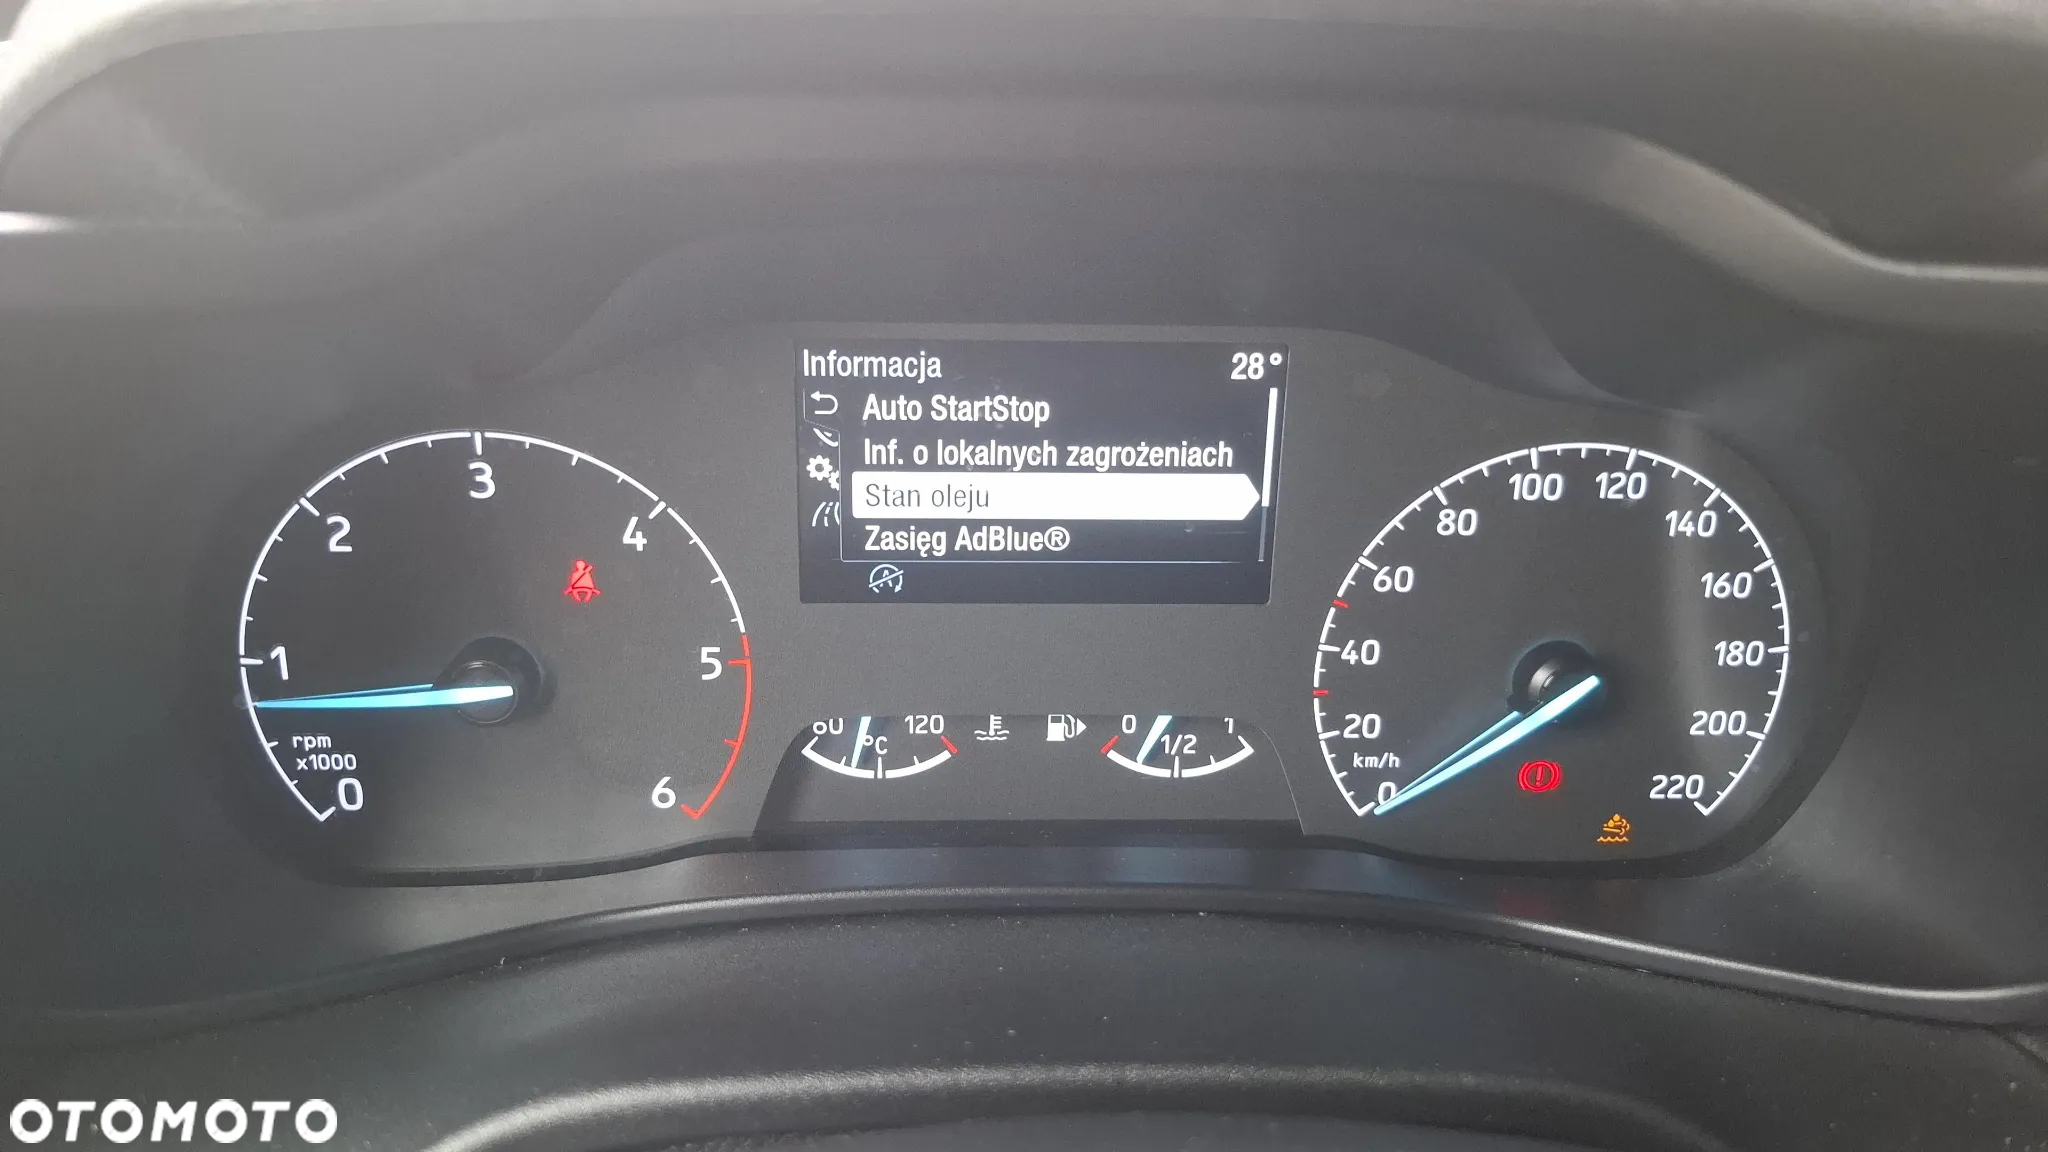 Informacja 28°
Auto StartStop
Inf. o lokalnych zagrożeniach
Stan oleju
Zasięg AdBlue®
0 1 2 3 4 5 6
rpm
x1000
60 120
°C
0 1/2 1
0 20 40 60 80 100 120 140 160 180 200 220
km/h
OTOMOTO